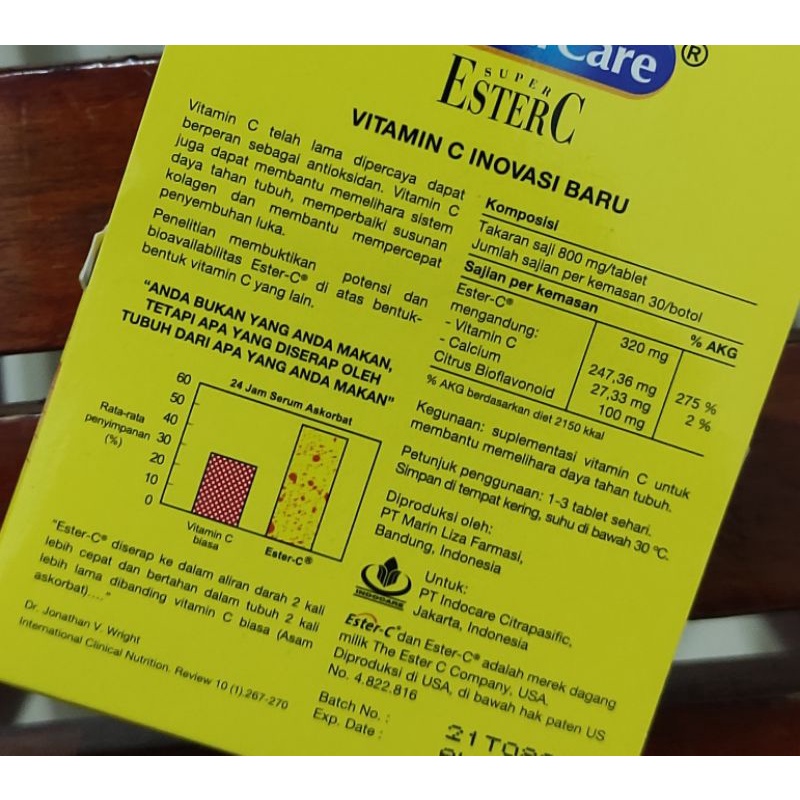 Care ®
SUPER
ESTER C
VITAMIN C INOVASI BARU
Vitamin C telah lama dipercaya dapat
berperan sebagai antioksidan. Vitamin C
juga dapat membantu memelihara sistem
daya tahan tubuh, memperbaiki susunan
kolagen dan membantu mempercepat
penyembuhan luka.
Penelitian membuktikan potensi dan
bioavailabilitas Ester-C® di atas bentuk-
bentuk vitamin C yang lain.
"ANDA BUKAN YANG ANDA MAKAN,
TETAPI APA YANG DISERAP OLEH
TUBUH DARI APA YANG ANDA MAKAN"
24 Jam Serum Askorbat
Rata-rata
penyimpanan
(%)
60
50
40
30
20
10
0
Vitamin C
biasa
Ester-C®
"Ester-C® diserap ke dalam aliran darah 2 kali
lebih cepat dan bertahan dalam tubuh 2 kali
lebih lama dibanding vitamin C biasa (Asam
askorbat)...."
Dr. Jonathan V. Wright
International Clinical Nutrition. Review 10 (1).267-270
Komposisi
Takaran saji 800 mg/tablet
Jumlah sajian per kemasan 30/botol
Sajian per kemasan % AKG
Ester-C® 320 mg
mengandung:
- Vitamin C 247,36 mg 275 %
- Calcium 27,33 mg 2 %
Citrus Bioflavonoid 100 mg
% AKG berdasarkan diet 2150 kkal
Kegunaan: suplementasi vitamin C untuk
membantu memelihara daya tahan tubuh.
Petunjuk penggunaan: 1-3 tablet sehari.
Simpan di tempat kering, suhu di bawah 30 °C.
Diproduksi oleh:
PT Marin Liza Farmasi,
Bandung, Indonesia
INDOCARE
Untuk:
PT Indocare Citrapasific,
Jakarta, Indonesia
Ester-C® dan Ester-C® adalah merek dagang
milik The Ester C Company, USA.
Diproduksi di USA, di bawah hak paten US
No. 4.822.816
Batch No. :
Exp. Date :